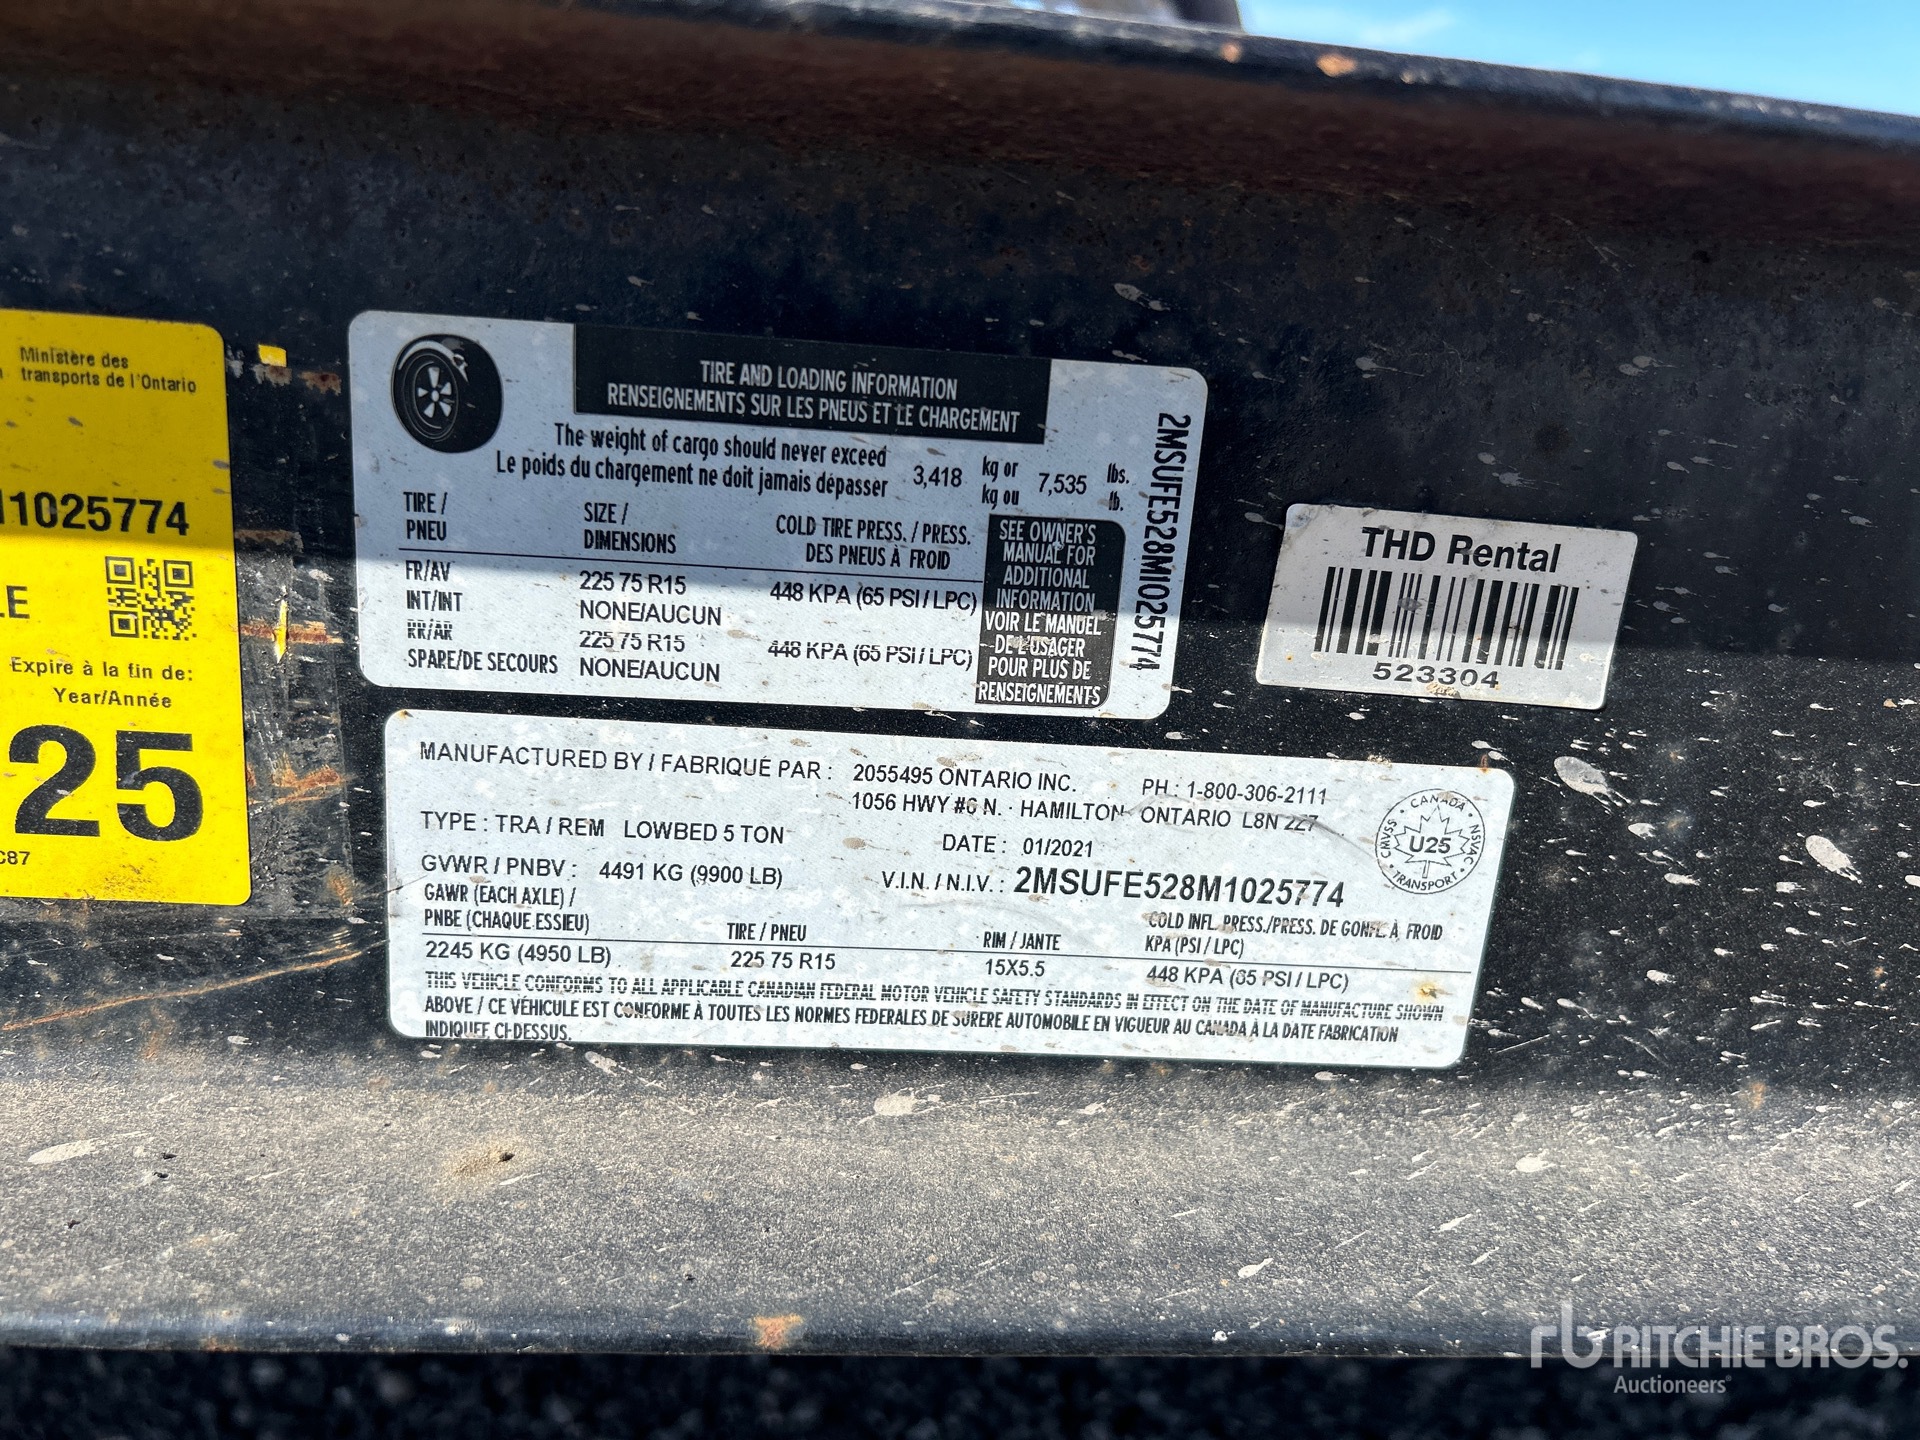 Ministère des
transports de l'Ontario
1025774
LE
Expire à la fin de:
Year/Année
25
C87
TIRE AND LOADING INFORMATION
RENSEIGNEMENTS SUR LES PNEUS ET LE CHARGEMENT
The weight of cargo should never exceed
Le poids du chargement ne doit jamais dépasser
3,418 kg or kg ou 7,535 lbs. lb.
TIRE / PNEU
SIZE / DIMENSIONS
COLD TIRE PRESS. / PRESS. DES PNEUS À FROID
FR/AV 225 75 R15 448 KPA (65 PSI / LPC)
INT/INT NONE/AUCUN
RR/AR 225 75 R15 448 KPA (65 PSI / LPC)
SPARE/DE SECOURS NONE/AUCUN
SEE OWNER'S
MANUAL FOR
ADDITIONAL
INFORMATION
VOIR LE MANUEL
DE L'USAGER
POUR PLUS DE
RENSEIGNEMENTS
2MSUFE528M1025774
THD Rental
523304
MANUFACTURED BY / FABRIQUÉ PAR : 2055495 ONTARIO INC. PH : 1-800-306-2111
1056 HWY #6 N. · HAMILTON ONTARIO L8N 2Z7
TYPE : TRA / REM LOWBED 5 TON DATE : 01/2021
GVWR / PNBV : 4491 KG (9900 LB) V.I.N. / N.I.V. : 2MSUFE528M1025774
GAWR (EACH AXLE) /
PNBE (CHAQUE ESSIEU) TIRE / PNEU RIM / JANTE COLD INFL. PRESS./PRESS. DE GONFL. À FROID
KPA (PSI / LPC)
2245 KG (4950 LB) 225 75 R15 15X5.5 448 KPA (65 PSI / LPC)
THIS VEHICLE CONFORMS TO ALL APPLICABLE CANADIAN FEDERAL MOTOR VEHICLE SAFETY STANDARDS IN EFFECT ON THE DATE OF MANUFACTURE SHOWN
ABOVE / CE VÉHICULE EST CONFORME À TOUTES LES NORMES FEDERALES DE SURERE AUTOMOBILE EN VIGUEUR AU CANADA À LA DATE FABRICATION
INDIQUEE CI-DESSUS.
CANADA
CMVSS
U25
NSVAC
TRANSPORT
rb RITCHIE BROS.
Auctioneers